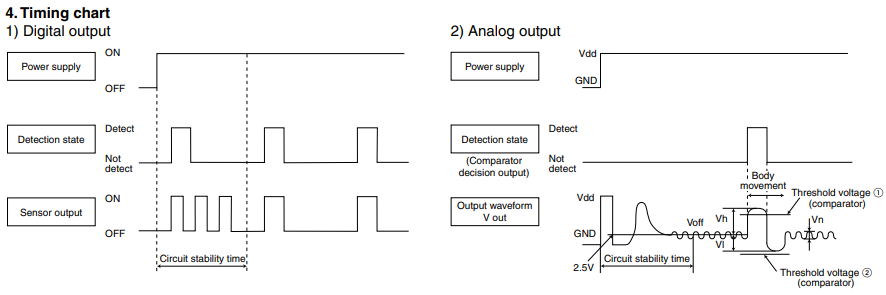 4. Timing chart
1) Digital output
Power supply
ON
OFF
Detection state
Detect
Not
detect
Sensor output
ON
OFF
Circuit stability time
2) Analog output
Power supply
Vdd
GND
Detection state
(Comparator
decision output)
Detect
Not
detect
Body
movement
Output waveform
V out
Vdd
GND
2.5V
Circuit stability time
Voff
Vh
Vl
Vn
Threshold voltage ①
(comparator)
Threshold voltage ②
(comparator)